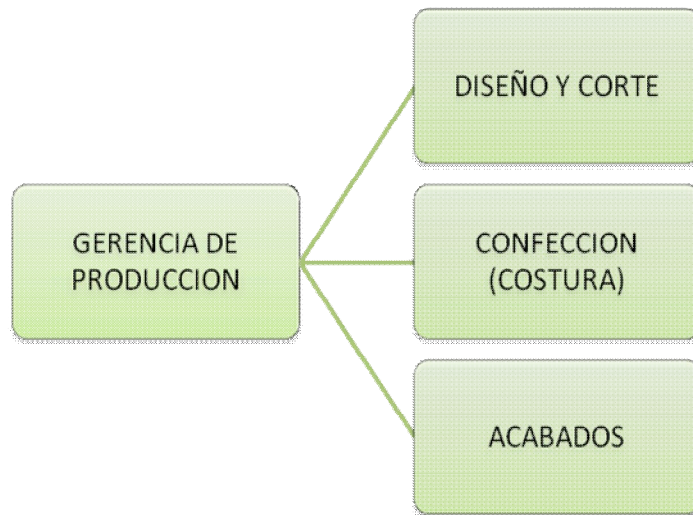 DISEÑO Y CORTE
GERENCIA DE
PRODUCCION
CONFECCION
(COSTURA)
ACABADOS